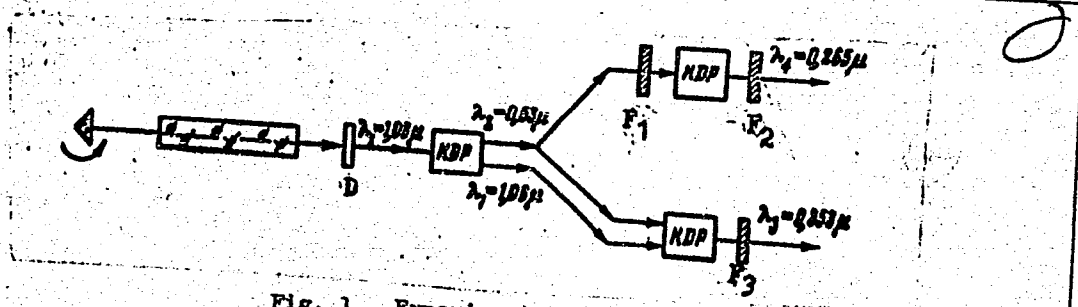 λ₄=0,265μ
KDP
F1
F2
λ₂=0,53μ
λ₁=1,06μ
KDP
D
λ₁=1,06μ
λ₃=0,353μ
KDP
F3
Fig. 1